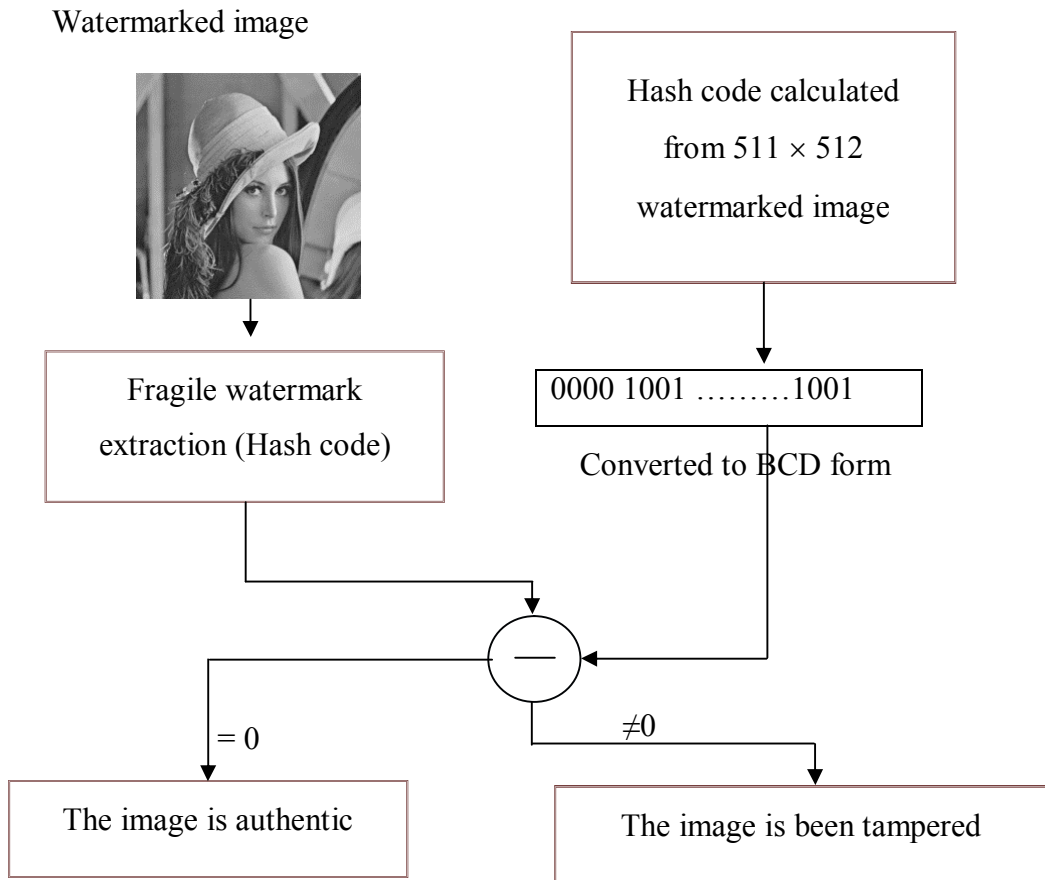 Watermarked image
Hash code calculated
from 511 × 512
watermarked image
Fragile watermark
extraction (Hash code)
0000 1001 ………1001
Converted to BCD form
= 0
≠0
The image is authentic
The image is been tampered